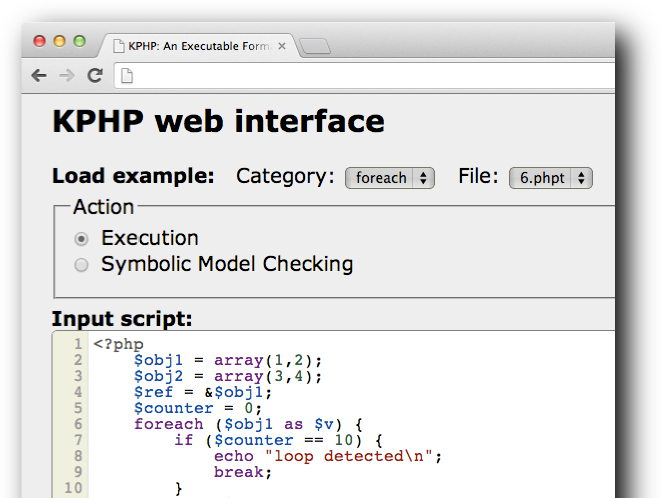 KPHP: An Executable Form
KPHP web interface
Load example: Category: foreach File: 6.phpt
Action
Execution
Symbolic Model Checking
Input script:
1 <?php
2 $obj1 = array(1,2);
3 $obj2 = array(3,4);
4 $ref = &$obj1;
5 $counter = 0;
6 foreach ($obj1 as $v) {
7 if ($counter == 10) {
8 echo "loop detected\n";
9 break;
10 }